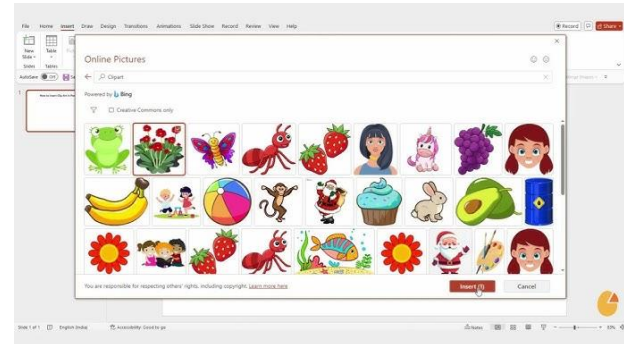 File Home Insert Draw Design Transitions Animations Slide Show Record Review View Help
Record Share
New Slide
Table
Slides Tables
AutoSave Off
Online Pictures
Clipart
Powered by Bing
Creative Commons only
You are responsible for respecting others' rights, including copyright. Learn more here
Insert (1) Cancel
Slide 1 of 1 English (India) Accessibility: Good to go Notes